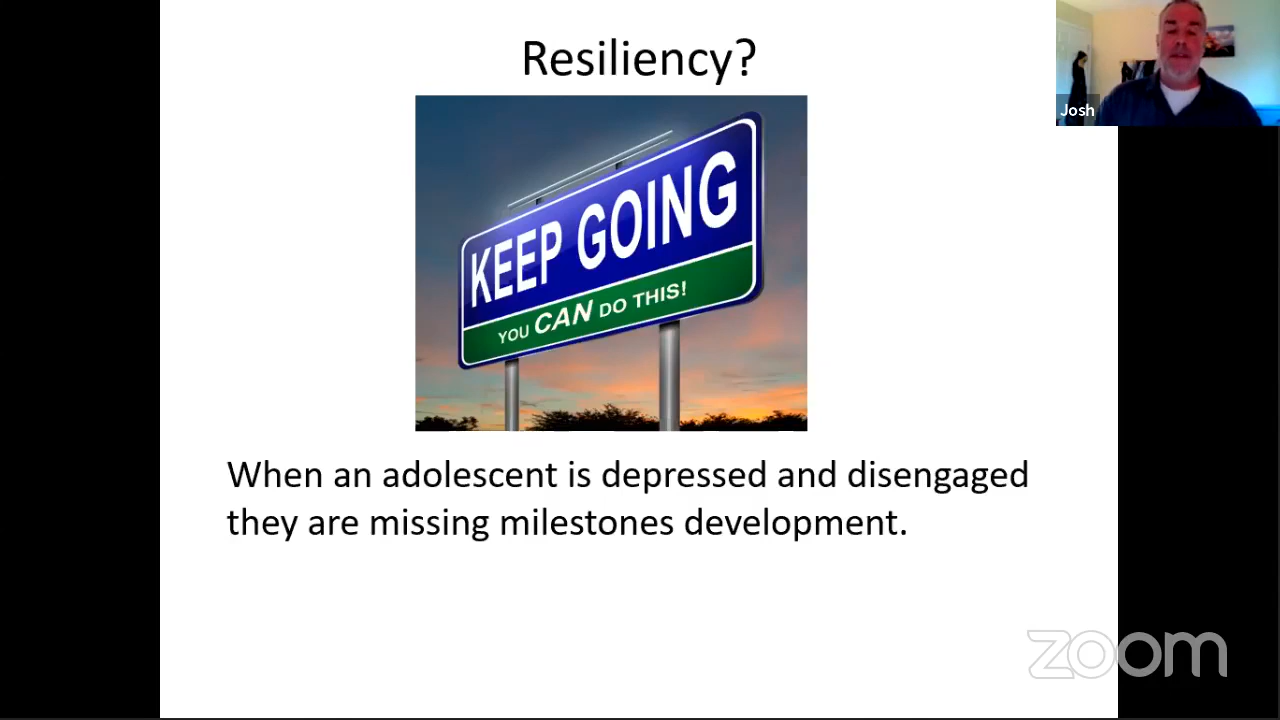 Resiliency?
Josh
KEEP GOING
YOU CAN DO THIS!
When an adolescent is depressed and disengaged
they are missing milestones development.
zoom